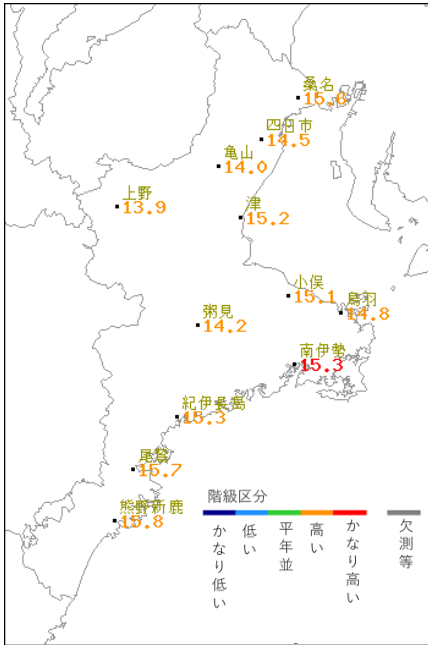 桑名
15.6
四日市
14.5
亀山
14.0
上野
13.9
津
15.2
小俣
15.1
鳥羽
14.8
粥見
14.2
南伊勢
15.3
紀伊長島
15.3
尾鷲
15.7
熊野新鹿
15.8
階級区分
かなり低い
低い
平年並
高い
かなり高い
欠測等